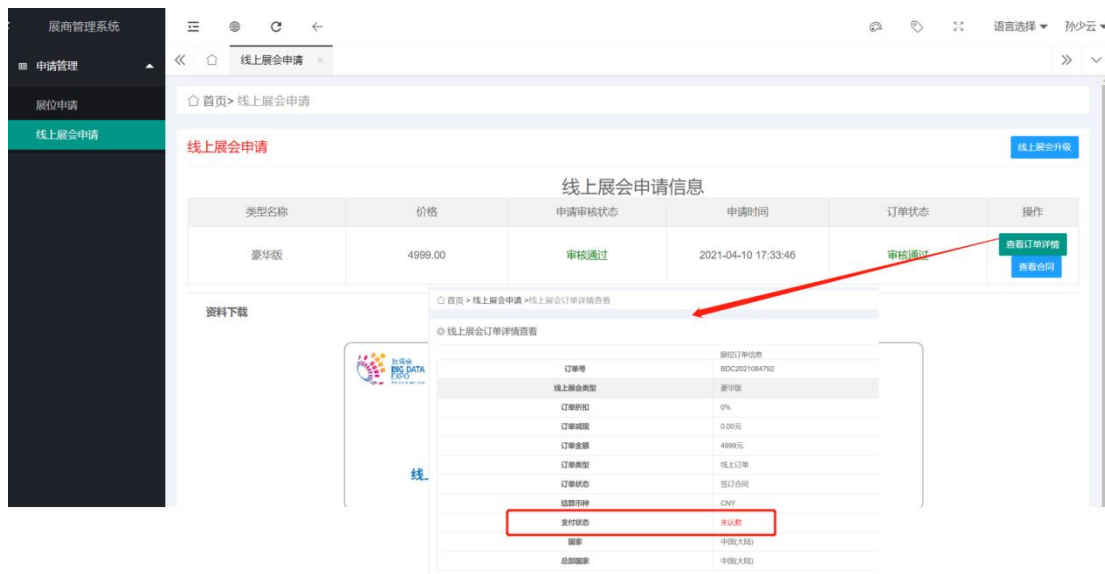 展商管理系统
语言选择
孙少云
申请管理
线上展会申请
展位申请
首页> 线上展会申请
线上展会申请
线上展会申请
线上展会升级
线上展会申请信息
类型名称 价格 申请审核状态 申请时间 订单状态 操作
豪华版 4999.00 审核通过 2021-04-10 17:33:46 审核通过 查看订单详情
查看合同
资料下载
首页 > 线上展会申请 >线上展会订单详情查看
线上展会订单详情查看
BIG DATA
EXPO
线上
展位订单信息
订单号 BDC2021084792
线上展会类型 豪华版
订单折扣 0%
订单减现 0.00元
订单金额 4999元
订单类型 线上订单
订单状态 签订合同
结算币种 CNY
支付状态 未认款
国家 中国(大陆)
总部国家 中国(大陆)